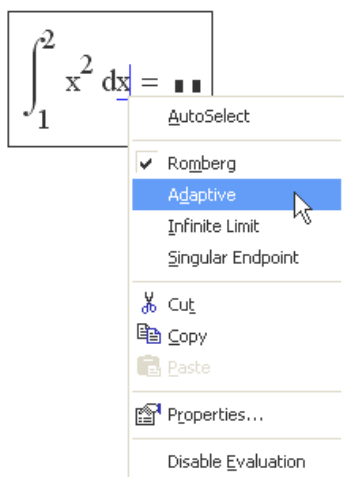 ∫₁² x² dx = ▪ ▪
AutoSelect
Romberg
Adaptive
Infinite Limit
Singular Endpoint
Cut
Copy
Paste
Properties...
Disable Evaluation